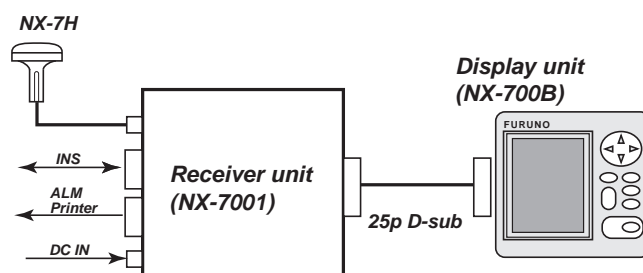 NX-7H
Display unit
(NX-700B)
FURUNO
INS
Receiver unit
(NX-7001)
ALM
Printer
25p D-sub
DC IN